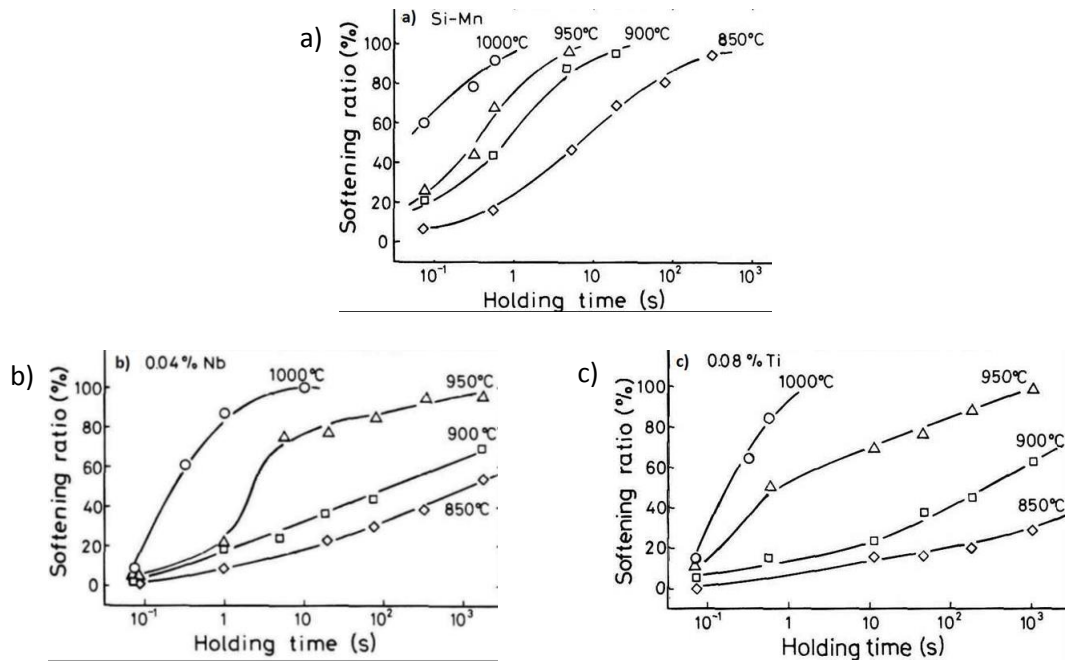 a)
a) Si-Mn
1000°C 950°C 900°C 850°C
Softening ratio (%)
100
80
60
40
20
0
10⁻¹ 1 10 10² 10³
Holding time (s)
b)
b) 0.04% Nb
1000°C
950°C
900°C
850°C
Softening ratio (%)
100
80
60
40
20
0
10⁻¹ 1 10 10² 10³
Holding time (s)
c)
c) 0.08% Ti
1000°C
950°C
900°C
850°C
Softening ratio (%)
100
80
60
40
20
0
10⁻¹ 1 10 10² 10³
Holding time (s)